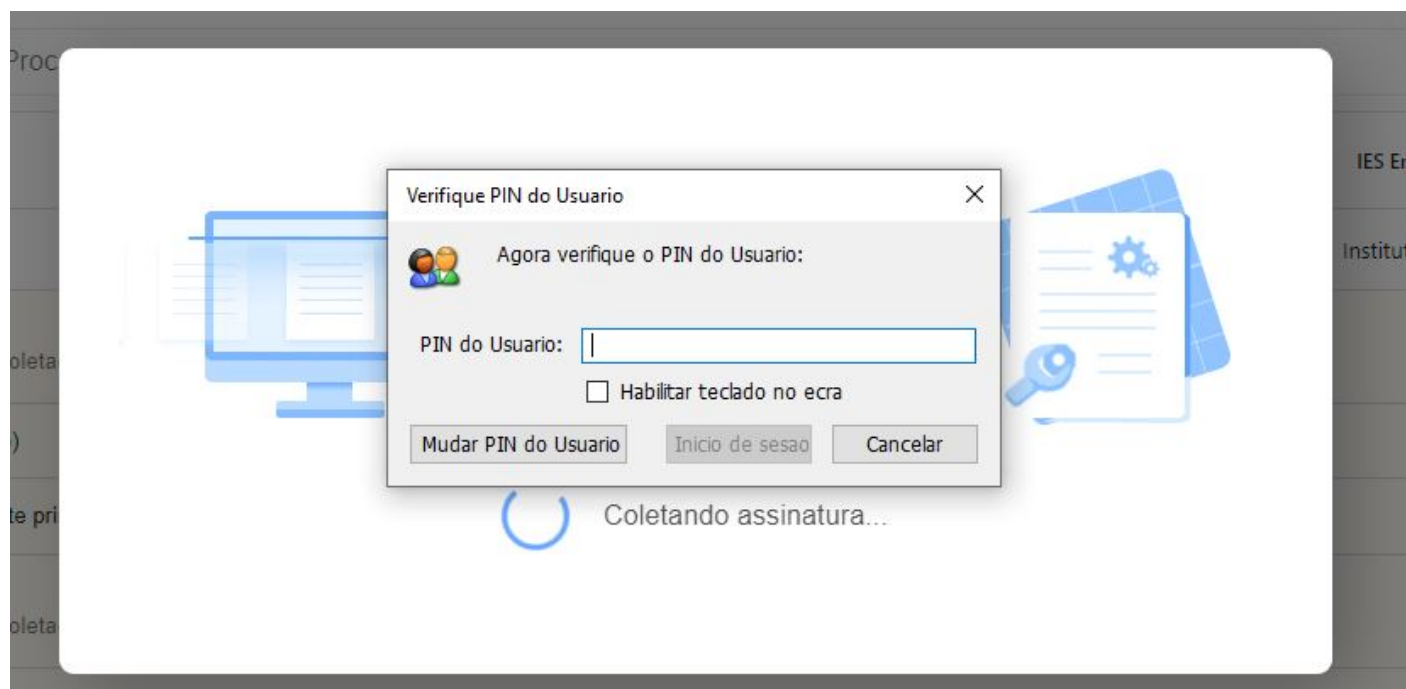 Proc
IES Er
Verifique PIN do Usuario
Agora verifique o PIN do Usuario:
Institut
PIN do Usuario:
oleta
Habilitar teclado no ecra
)
Mudar PIN do Usuario Inicio de sesao Cancelar
te pri
Coletando assinatura...
oleta